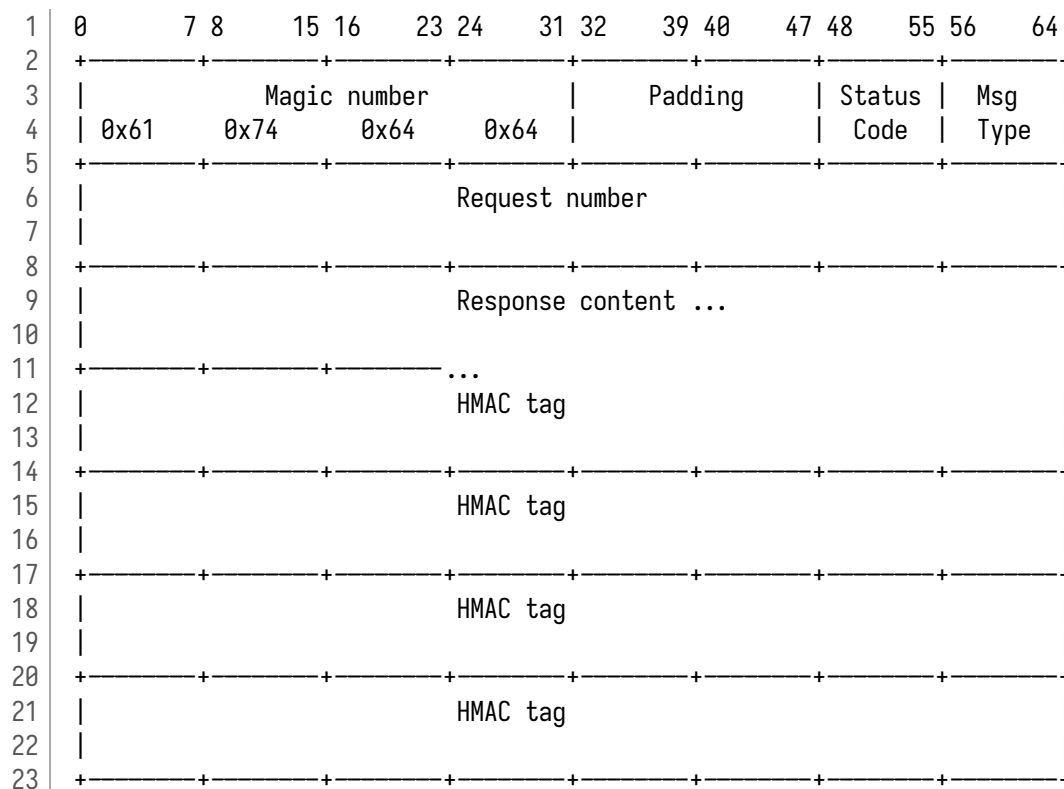 1 0 7 8 15 16 23 24 31 32 39 40 47 48 55 56 64
2 +---------+---------+---------+---------+---------+---------+---------+---------+
3 | Magic number | Padding | Status | Msg
4 | 0x61 0x74 0x64 0x64 | | Code | Type
5 +---------+---------+---------+---------+---------+---------+---------+---------+
6 | Request number
7 |
8 +---------+---------+---------+---------+---------+---------+---------+---------+
9 | Response content ...
10 |
11 +---------+---------+---------...
12 | HMAC tag
13 |
14 +---------+---------+---------+---------+---------+---------+---------+---------+
15 | HMAC tag
16 |
17 +---------+---------+---------+---------+---------+---------+---------+---------+
18 | HMAC tag
19 |
20 +---------+---------+---------+---------+---------+---------+---------+---------+
21 | HMAC tag
22 |
23 +---------+---------+---------+---------+---------+---------+---------+---------+